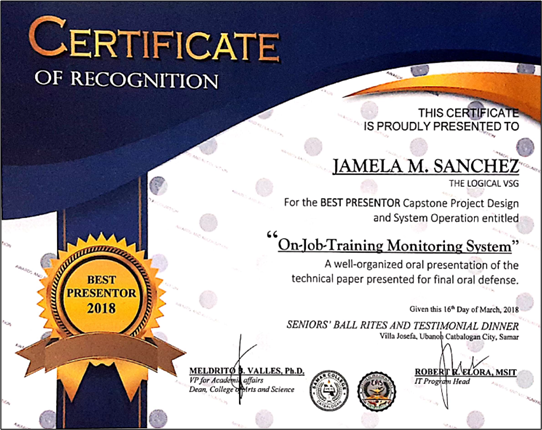 CERTIFICATE
OF RECOGNITION
THIS CERTIFICATE
IS PROUDLY PRESENTED TO
JAMELA M. SANCHEZ
THE LOGICAL VSG
For the BEST PRESENTOR Capstone Project Design
and System Operation entitled
“On-Job-Training Monitoring System”
A well-organized oral presentation of the
technical paper presented for final oral defense.
BEST
PRESENTOR
2018
Given this 16th Day of March, 2018
SENIORS' BALL RITES AND TESTIMONIAL DINNER
Villa Josefa, Ubanon Catbalogan City, Samar
MELDRITO B. VALLES, Ph.D.
VP for Academic affairs
Dean, College of Arts and Science
ROBERT R. ELORA, MSIT
IT Program Head
SAMAR COLLEGE